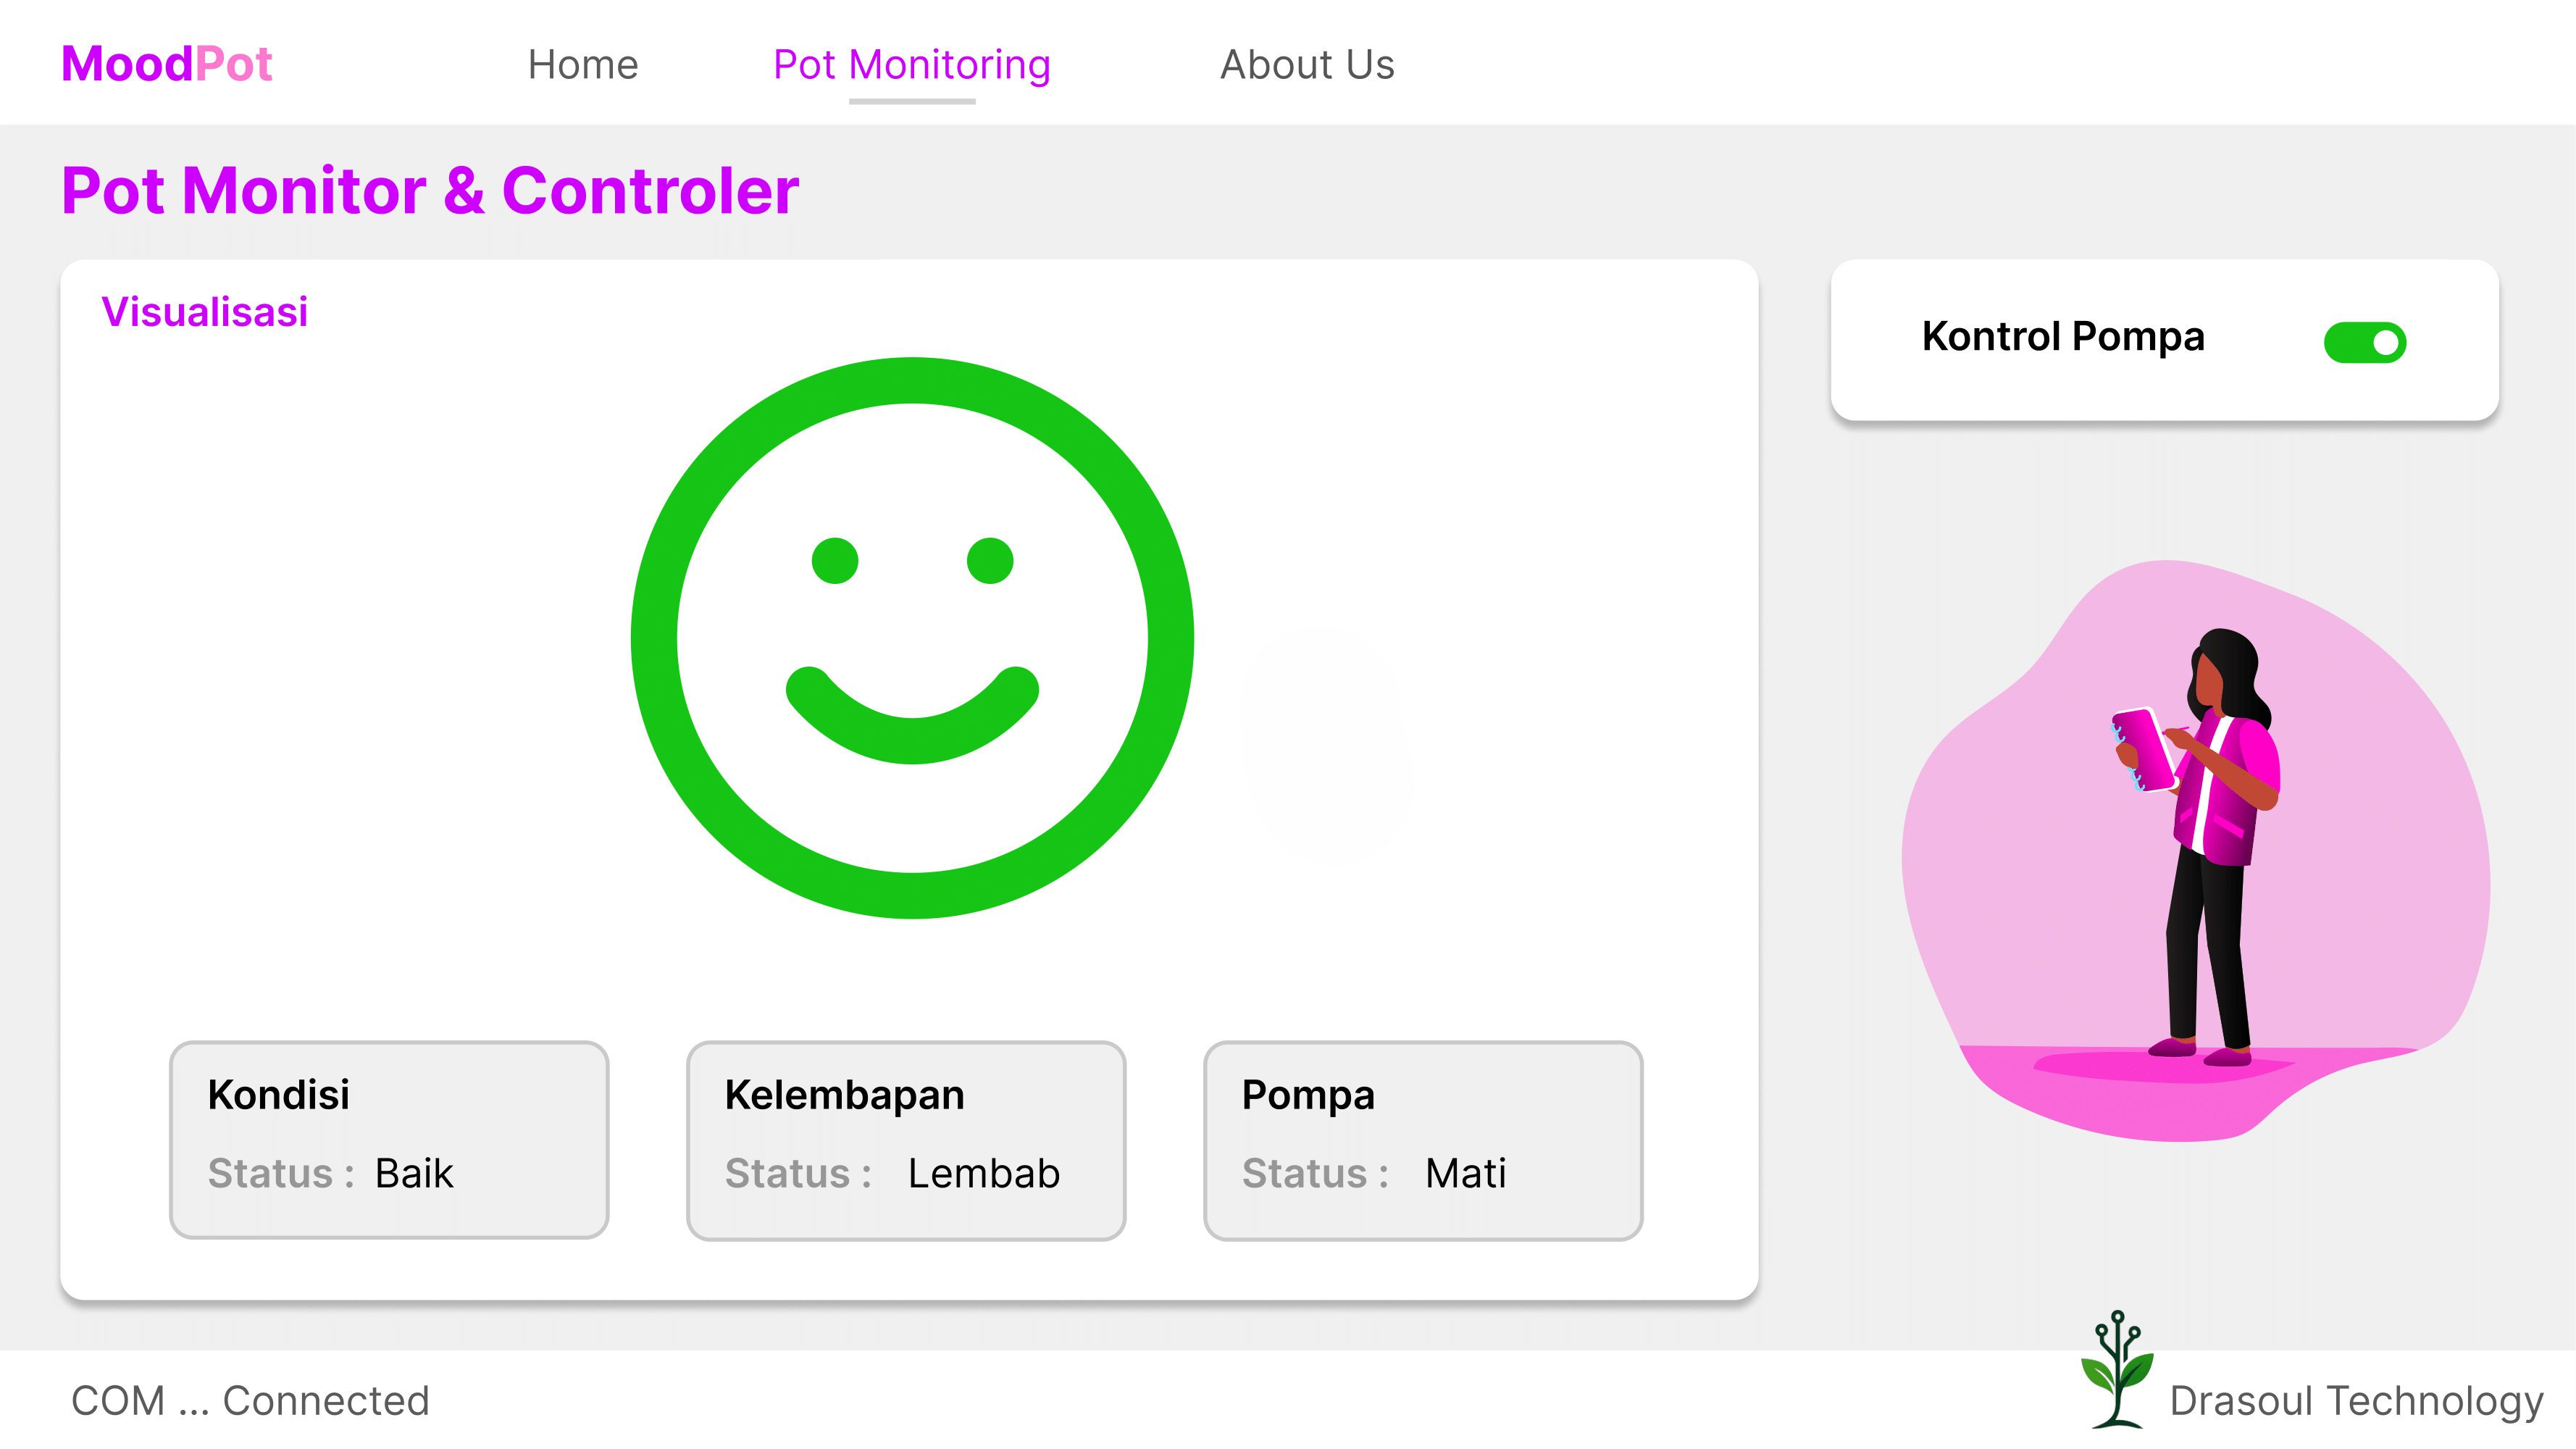 MoodPot Home Pot Monitoring About Us
Pot Monitor & Controler
Visualisasi
Kontrol Pompa
Kondisi
Status : Baik
Kelembapan
Status : Lembab
Pompa
Status : Mati
COM ... Connected
Drasoul Technology